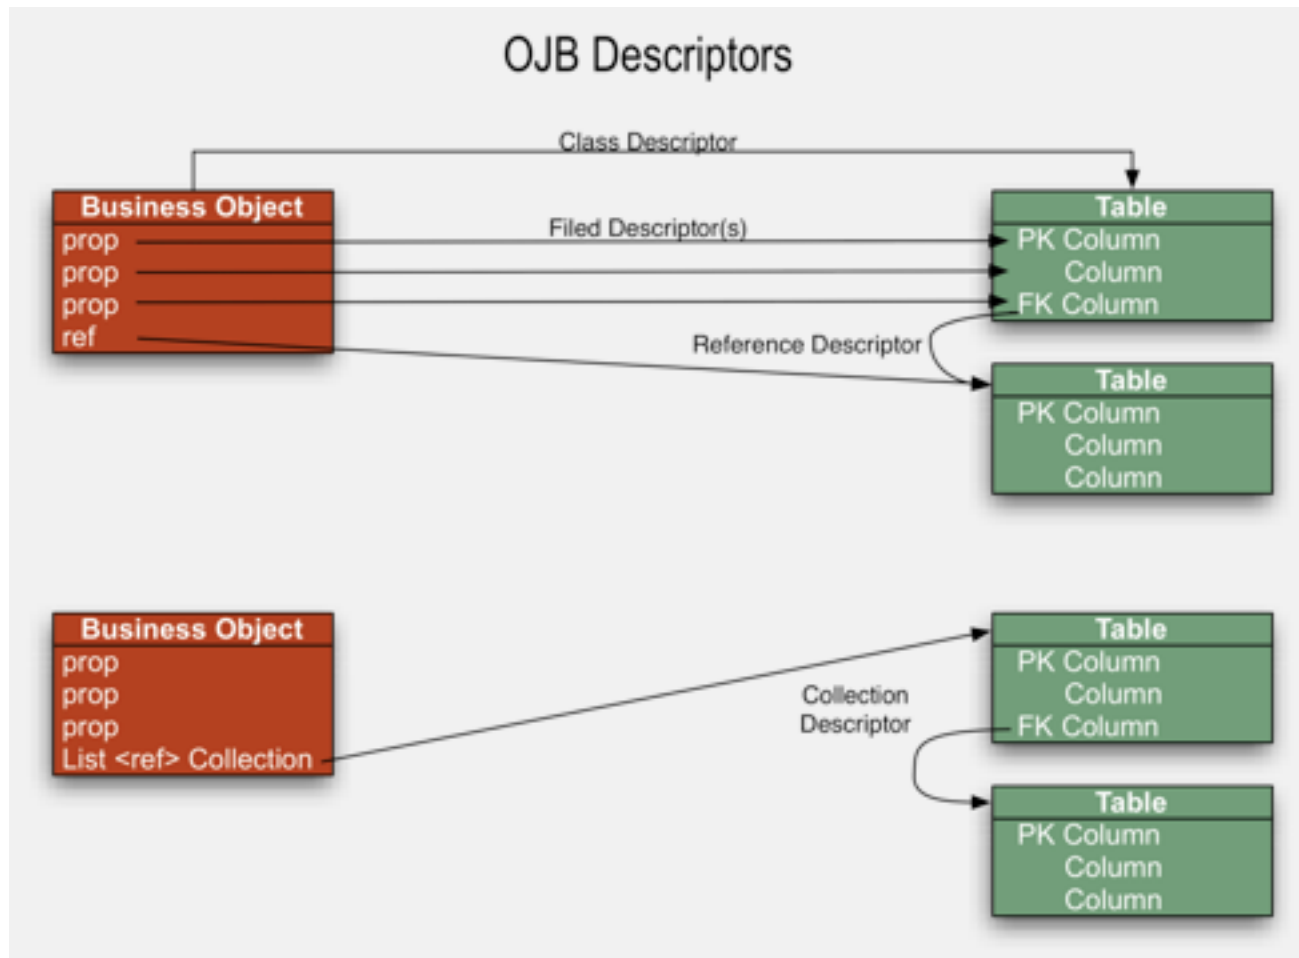 OJB Descriptors
Class Descriptor
Business Object
prop
prop
prop
ref
Filed Descriptor(s)
Table
PK Column
Column
FK Column
Reference Descriptor
Table
PK Column
Column
Column
Business Object
prop
prop
prop
List <ref> Collection
Collection
Descriptor
Table
PK Column
Column
FK Column
Table
PK Column
Column
Column